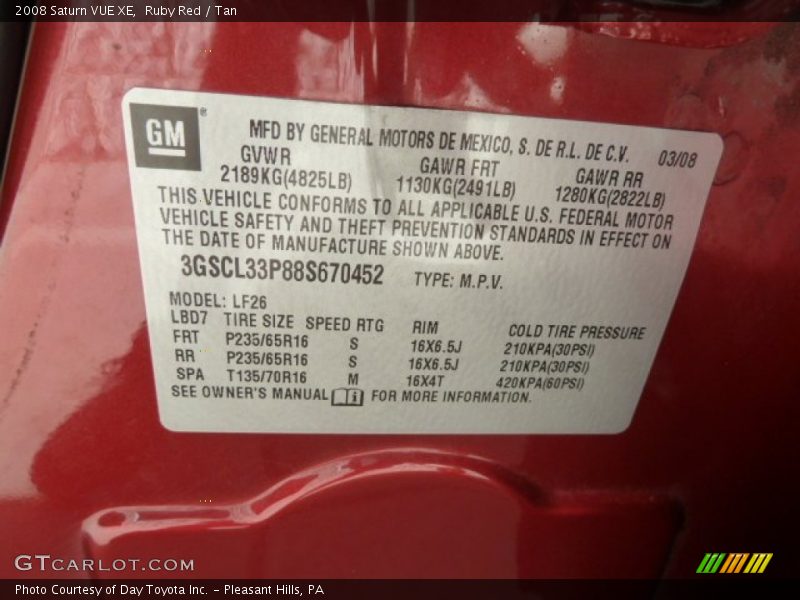 2008 Saturn VUE XE,  Ruby Red / Tan
GM ®
MFD BY GENERAL MOTORS DE MEXICO, S. DE R.L. DE C.V. 03/08
GVWR GAWR FRT GAWR RR
2189KG(4825LB) 1130KG(2491LB) 1280KG(2822LB)
THIS VEHICLE CONFORMS TO ALL APPLICABLE U.S. FEDERAL MOTOR
VEHICLE SAFETY AND THEFT PREVENTION STANDARDS IN EFFECT ON
THE DATE OF MANUFACTURE SHOWN ABOVE.
3GSCL33P88S670452 TYPE: M.P.V.
MODEL: LF26
LBD7 TIRE SIZE SPEED RTG RIM COLD TIRE PRESSURE
FRT P235/65R16 S 16X6.5J 210KPA(30PSI)
RR P235/65R16 S 16X6.5J 210KPA(30PSI)
SPA T135/70R16 M 16X4T 420KPA(60PSI)
SEE OWNER'S MANUAL i FOR MORE INFORMATION.
GTCARLOT.COM
Photo Courtesy of Day Toyota Inc. - Pleasant Hills, PA